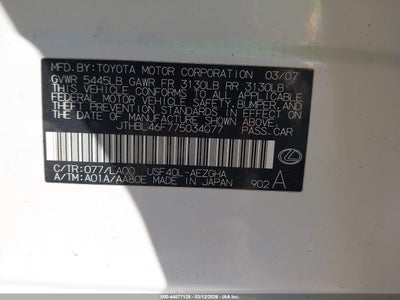 MFD. BY: TOYOTA MOTOR CORPORATION 03/07
GVWR 5445LB GAWR FR 3130LB RR 3130LB
THIS VEHICLE CONFORMS TO ALL APPLICABLE
FEDERAL MOTOR VEHICLE SAFETY, BUMPER, AND
THEFT PREVENTION STANDARDS IN EFFECT ON
THE DATE OF MANUFACTURE SHOWN ABOVE.
JTHBL46F775034077 PASS. CAR
C/TR: 077/LA00 USF40L-AEZGHA
A/TM: A01A/AA80E MADE IN JAPAN 902 A